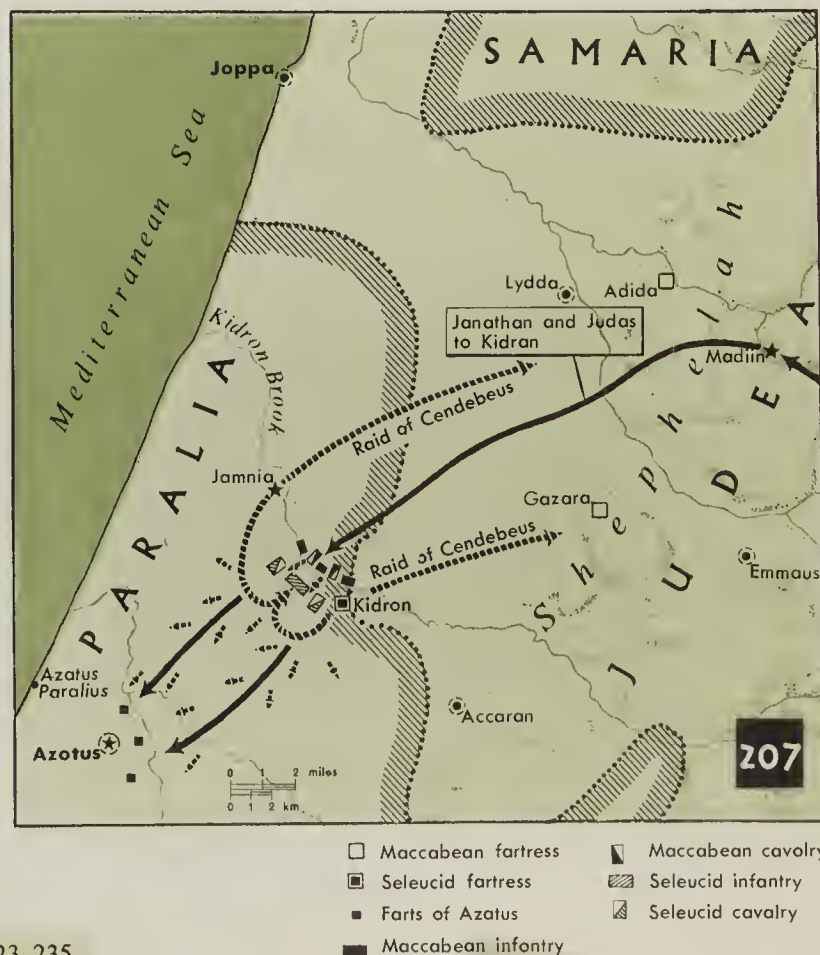 SAMARIA
Joppa
Mediterranean Sea
Kidron Brook
PARALIA
Lydda
Adida
Janathan and Judas
to Kidran
Madiin
Shephelah
JUDEA
Raid of Cendebeus
Jamnia
Gazara
Raid of Cendebeus
Emmaus
Kidron
Azatus
Paralius
Accaran
Azotus
0 1 2 miles
0 1 2 km
207
Maccabean fartress
Seleucid fartress
Farts of Azatus
Maccabean infontry
Maccabean cavolry
Seleucid infantry
Seleucid cavalry
23 235